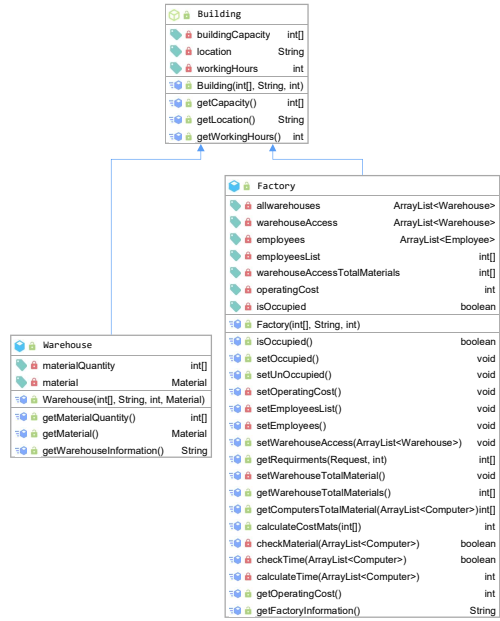 Building
buildingCapacity int[]
location String
workingHours int
Building(int[], String, int)
getCapacity() int[]
getLocation() String
getWorkingHours() int
Factory
allwarehouses ArrayList<Warehouse>
warehouseAccess ArrayList<Warehouse>
employees ArrayList<Employee>
employeesList int[]
warehouseAccessTotalMaterials int[]
operatingCost int
isOccupied boolean
Factory(int[], String, int)
isOccupied() boolean
setOccupied() void
setUnOccupied() void
setOperatingCost() void
setEmployeesList() void
setEmployees() void
setWarehouseAccess(ArrayList<Warehouse>) void
getRequirments(Request, int) int[]
setWarehouseTotalMaterial() void
getWarehouseTotalMaterials() int[]
getComputersTotalMaterial(ArrayList<Computer>) int[]
calculateCostMats(int[]) int
checkMaterial(ArrayList<Computer>) boolean
checkTime(ArrayList<Computer>) boolean
calculateTime(ArrayList<Computer>) int
getOperatingCost() int
getFactoryInformation() String
Warehouse
materialQuantity int[]
material Material
Warehouse(int[], String, int, Material)
getMaterialQuantity() int[]
getMaterial() Material
getWarehouseInformation() String